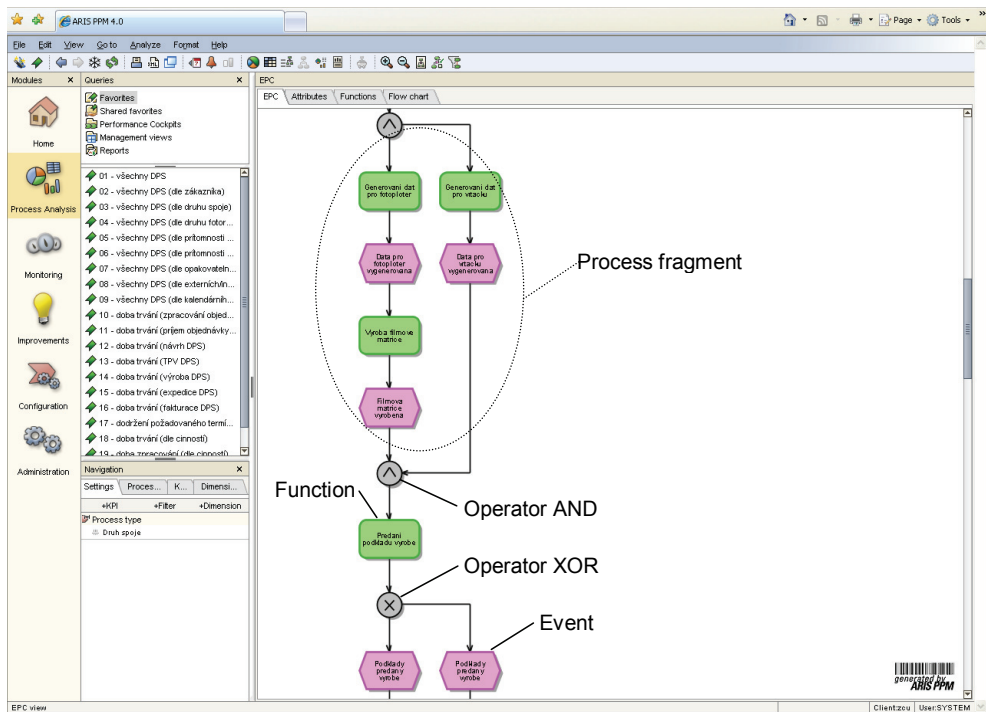 ARIS PPM 4.0
Page
Tools
File Edit View Go to Analyze Format Help
Modules
Queries
EPC
Favorites
Shared favorites
Performance Cockpits
Management views
Reports
Home
Process Analysis
Monitoring
Improvements
Configuration
Administration
01 - všechny DPS
02 - všechny DPS (dle zákazníka)
03 - všechny DPS (dle druhu spoje)
04 - všechny DPS (dle druhu fotor...
05 - všechny DPS (dle prítomnosti ...
06 - všechny DPS (dle prítomnosti ...
07 - všechny DPS (dle opakovateln...
08 - všechny DPS (dle externích/in...
09 - všechny DPS (dle kalendárních...
10 - doba trvání (zpracování objed...
11 - doba trvání (príjem objednávky...
12 - doba trvání (návrh DPS)
13 - doba trvání (TPV DPS)
14 - doba trvání (výroba DPS)
15 - doba trvání (expedice DPS)
16 - doba trvání (fakturace DPS)
17 - dodržení požadovaného termí...
18 - doba trvání (dle cinností)
19 - doba zpracování (dle cinností)
Navigation
Settings Proces... K... Dimensi...
+KPI +Filter +Dimension
Process type
Druh spoje
EPC Attributes Functions Flow chart
Generovani dat
pro fotoploter
Generovani dat
pro vrtacku
Data pro
fotoploter
vygenerovana
Data pro
vrtacku
vygenerovana
Process fragment
Vyroba filmove
matrice
Filmova
matrice
vyrobena
Function
Operator AND
Predani
podkladu vyrobe
Operator XOR
Event
Podklady
predany
vyrobe
Podklady
predany
vyrobe
generated by
ARIS PPM
EPC view
Client:zcu User:SYSTEM